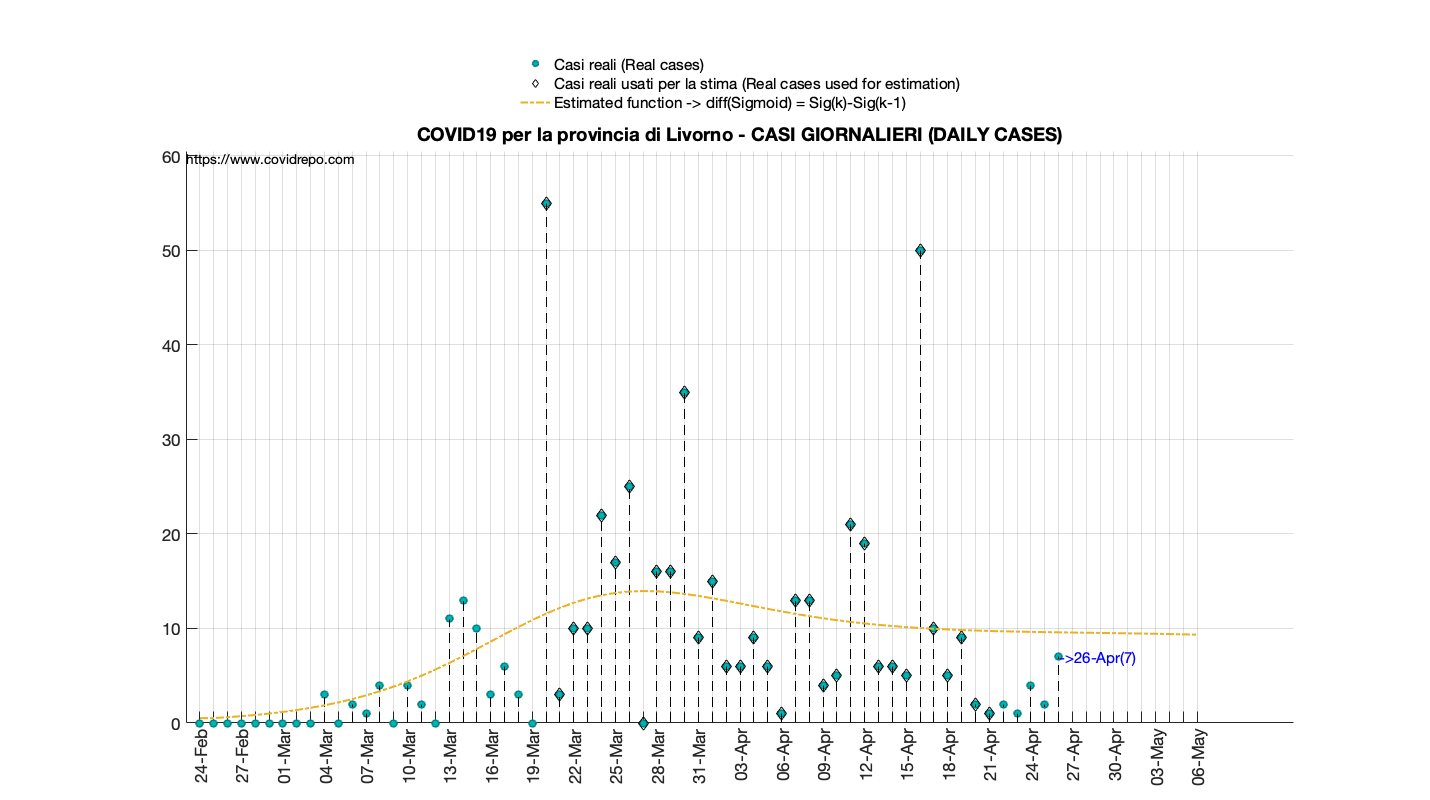 Casi reali (Real cases)
Casi reali usati per la stima (Real cases used for estimation)
Estimated function -> diff(Sigmoid) = Sig(k)-Sig(k-1)
COVID19 per la provincia di Livorno - CASI GIORNALIERI (DAILY CASES)
https://www.covidrepo.com
60
50
40
30
20
10
0
->26-Apr(7)
24-Feb
27-Feb
01-Mar
04-Mar
07-Mar
10-Mar
13-Mar
16-Mar
19-Mar
22-Mar
25-Mar
28-Mar
31-Mar
03-Apr
06-Apr
09-Apr
12-Apr
15-Apr
18-Apr
21-Apr
24-Apr
27-Apr
30-Apr
03-May
06-May